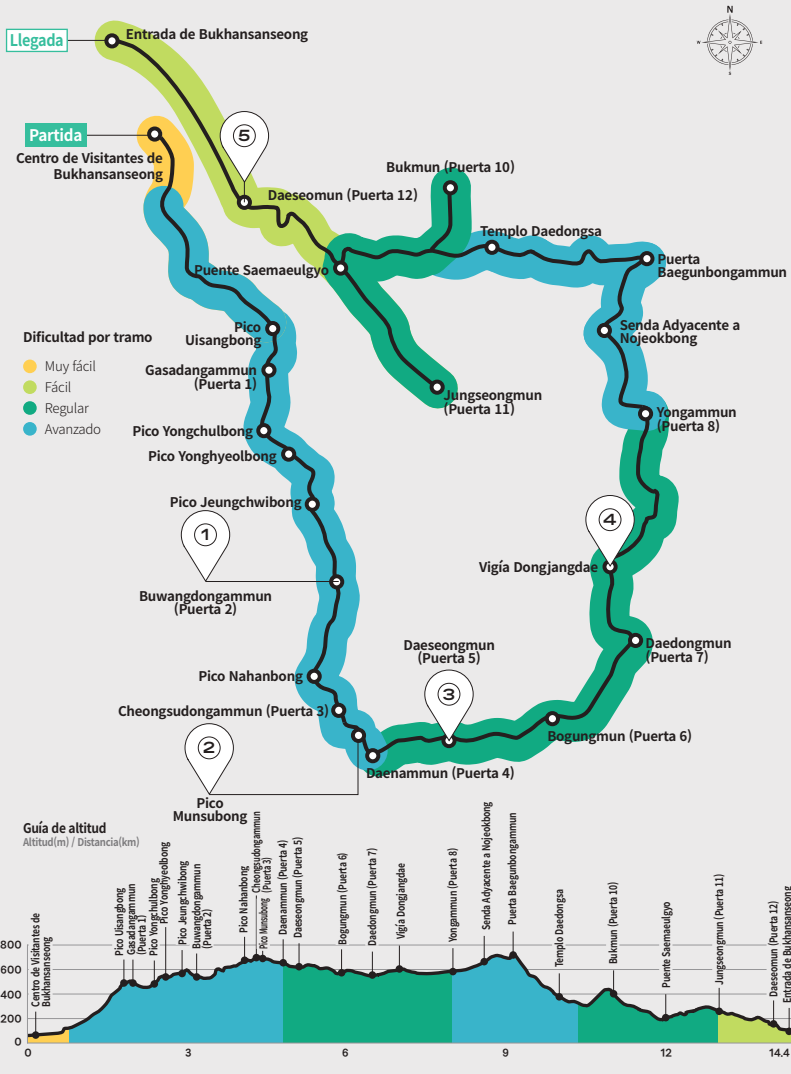 Llegada
Entrada de Bukhansanseong
N
W
E
S
Partida
Centro de Visitantes de
Bukhansanseong
5
Daeseomun (Puerta 12)
Bukmun (Puerta 10)
Templo Daedongsa
Puerta
Baegunbongammun
Puente Saemaeulgyo
Pico
Uisangbong
Senda Adyacente a
Nojeokbong
Dificultad por tramo
Muy fácil
Fácil
Regular
Avanzado
Gasadangammun
(Puerta 1)
Jungseongmun
(Puerta 11)
Yongammun
(Puerta 8)
Pico Yongchulbong
Pico Yonghyeolbong
Pico Jeungchwibong
1
4
Vigía Dongjangdae
Buwangdongammun
(Puerta 2)
Daeseongmun
(Puerta 5)
Daedongmun
(Puerta 7)
Pico Nahanbong
3
Cheongsudongammun (Puerta 3)
2
Bogungmun (Puerta 6)
Daenammun (Puerta 4)
Pico
Munsubong
Guía de altitud
Altitud(m) / Distancia(km)
Centro de Visitantes de
Bukhansanseong
Pico Uisangbong
Gasadangammun
(Puerta 1)
Pico Yongchulbong
Pico Yonghyeolbong
Pico Jeungchwibong
Buwangdongammun
(Puerta 2)
Pico Nahanbong
Cheongsudongammun
(Puerta 3)
Pico Munsubong
Daenammun (Puerta 4)
Daeseongmun (Puerta 5)
Bogungmun (Puerta 6)
Daedongmun (Puerta 7)
Vigía Dongjangdae
Yongammun (Puerta 8)
Senda Adyacente a Nojeokbong
Puerta Baegunbongammun
Templo Daedongsa
Bukmun (Puerta 10)
Puente Saemaeulgyo
Jungseongmun (Puerta 11)
Daeseomun (Puerta 12)
Entrada de Bukhansanseong
800
600
400
200
0
0
3
6
9
12
14.4